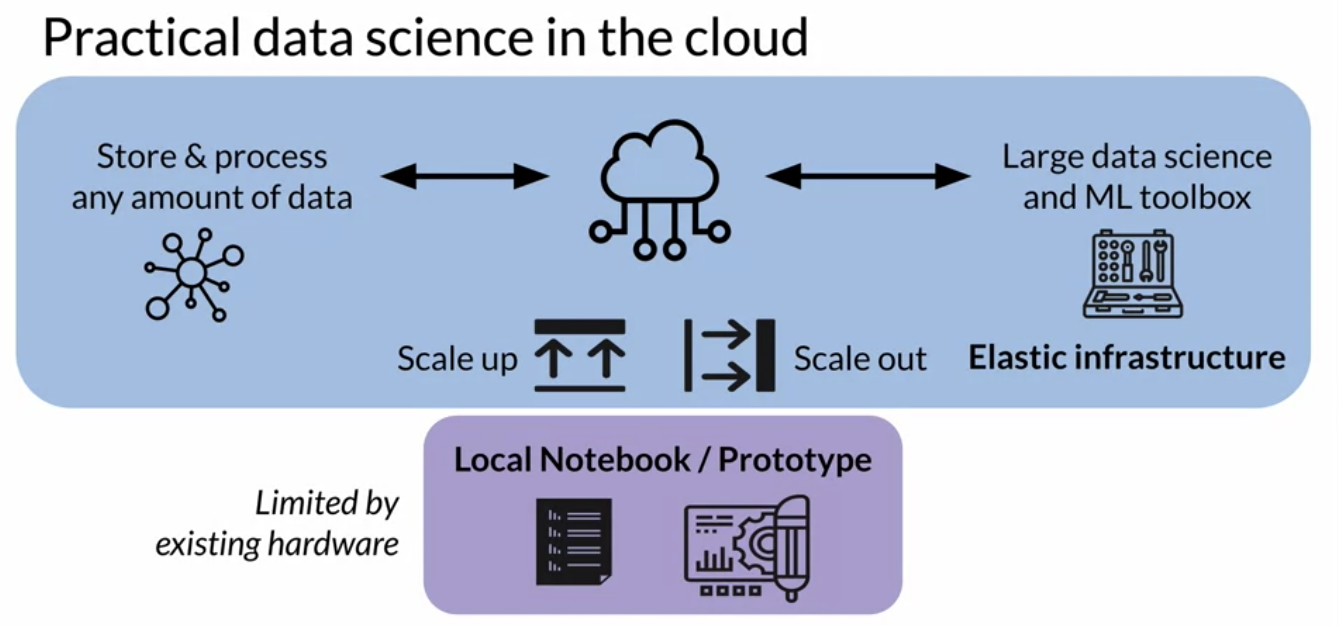 Practical data science in the cloud
Store & process
any amount of data
Large data science
and ML toolbox
Scale up
Scale out
Elastic infrastructure
Local Notebook / Prototype
Limited by
existing hardware